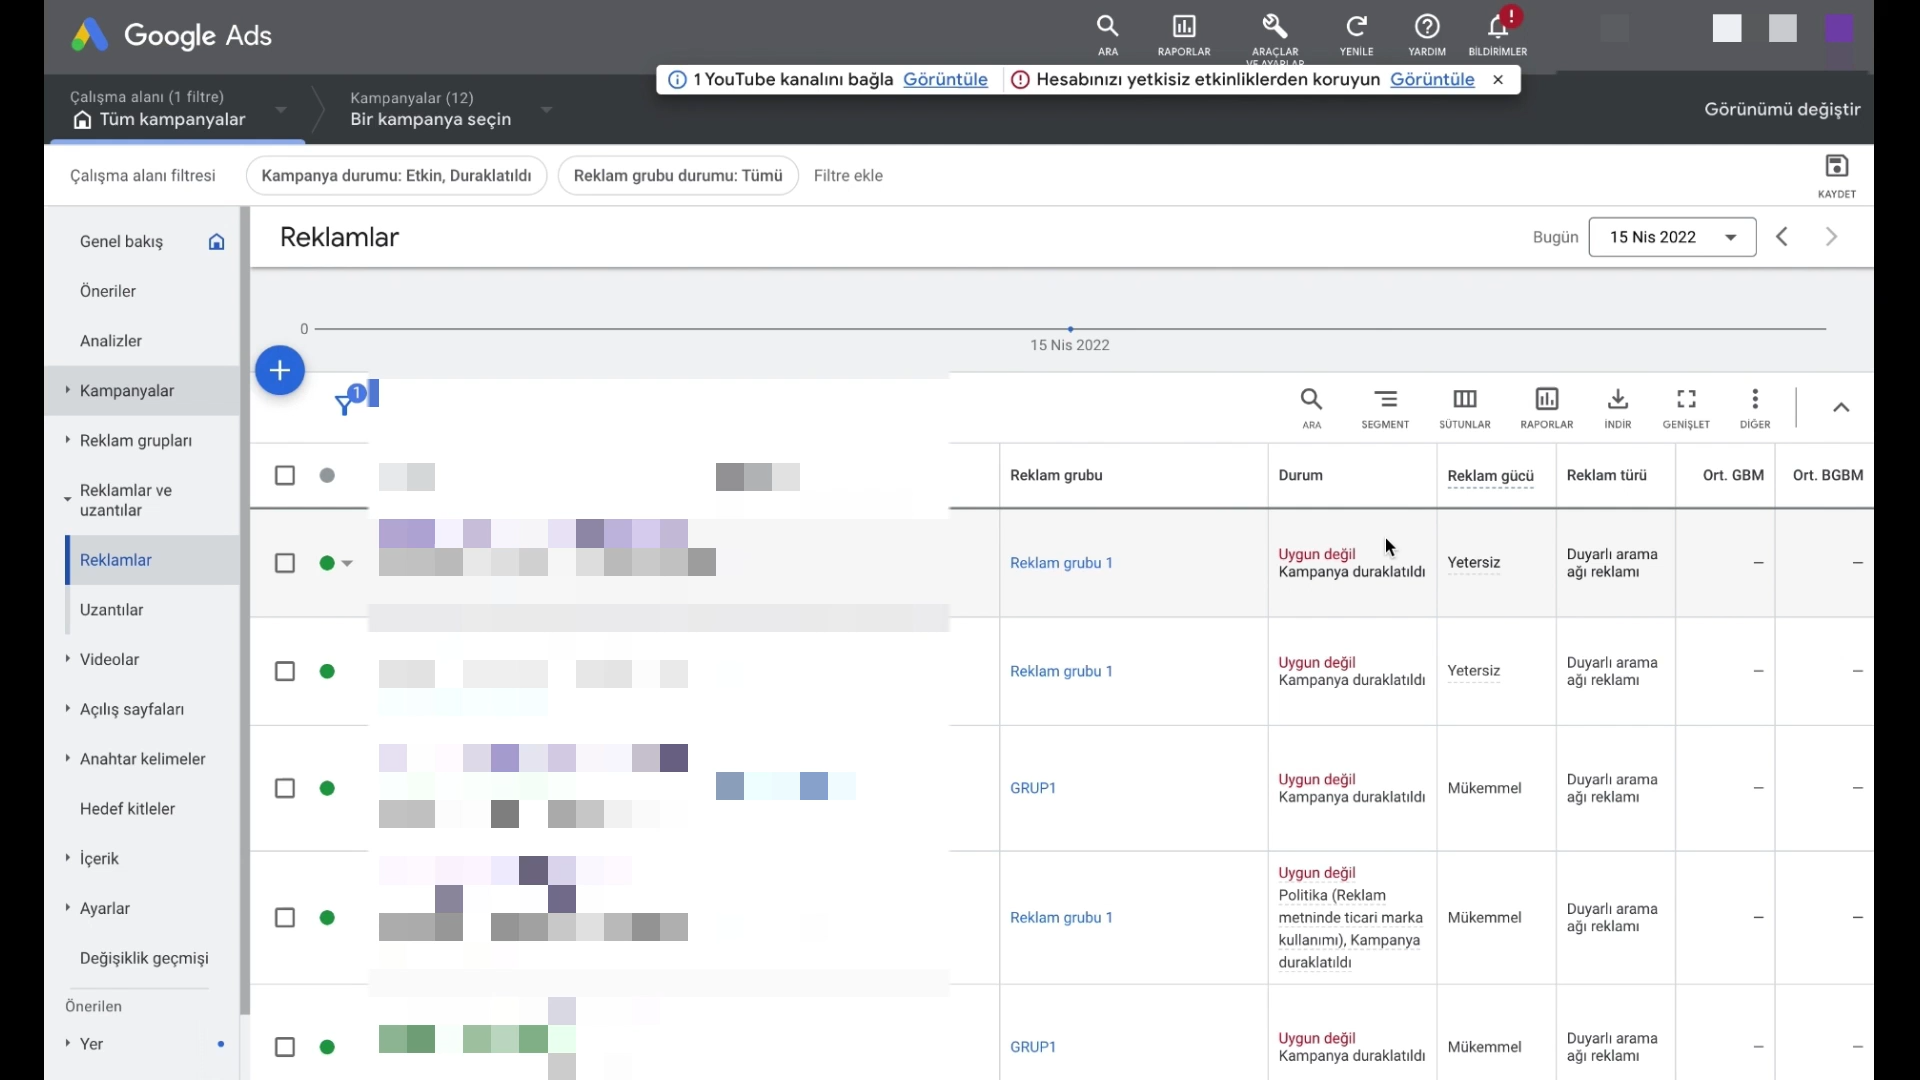 Google Ads
ARA
RAPORLAR
ARAÇLAR
VE AYARLAR
YENİLE
YARDIM
BİLDİRİMLER
!
1 YouTube kanalını bağla Görüntüle
Hesabınızı yetkisiz etkinliklerden koruyun Görüntüle
Çalışma alanı (1 filtre)
Tüm kampanyalar
Kampanyalar (12)
Bir kampanya seçin
Görünümü değiştir
Çalışma alanı filtresi
Kampanya durumu: Etkin, Duraklatıldı
Reklam grubu durumu: Tümü
Filtre ekle
KAYDET
Genel bakış
Öneriler
Analizler
Kampanyalar
Reklam grupları
Reklamlar ve
uzantılar
Reklamlar
Uzantılar
Videolar
Açılış sayfaları
Anahtar kelimeler
Hedef kitleler
İçerik
Ayarlar
Değişiklik geçmişi
Önerilen
Yer
Reklamlar
Bugün
15 Nis 2022
0
15 Nis 2022
1
ARA
SEGMENT
SÜTUNLAR
RAPORLAR
İNDİR
GENİŞLET
DİĞER
Reklam grubu
Durum
Reklam gücü
Reklam türü
Ort. GBM
Ort. BGBM
Reklam grubu 1
Uygun değil
Kampanya duraklatıldı
Yetersiz
Duyarlı arama
ağı reklamı
–
–
Reklam grubu 1
Uygun değil
Kampanya duraklatıldı
Yetersiz
Duyarlı arama
ağı reklamı
–
–
GRUP1
Uygun değil
Kampanya duraklatıldı
Mükemmel
Duyarlı arama
ağı reklamı
–
–
Reklam grubu 1
Uygun değil
Politika (Reklam
metninde ticari marka
kullanımı), Kampanya
duraklatıldı
Mükemmel
Duyarlı arama
ağı reklamı
–
–
GRUP1
Uygun değil
Kampanya duraklatıldı
Mükemmel
Duyarlı arama
ağı reklamı
–
–